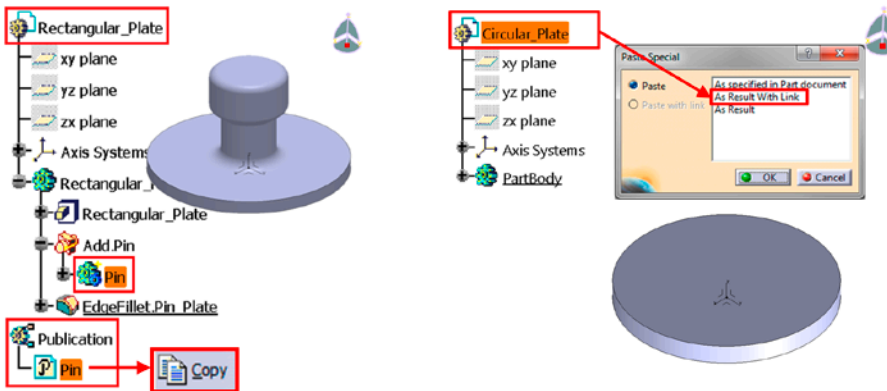 Rectangular_Plate
xy plane
yz plane
zx plane
Axis Systems
Rectangular_
Rectangular_Plate
Add.Pin
Pin
EdgeFillet.Pin_Plate
Publication
Pin
Copy
Circular_Plate
xy plane
yz plane
zx plane
Axis Systems
PartBody
Paste Special
Paste
Paste with link
As specified in Part document
As Result With Link
As Result
OK
Cancel